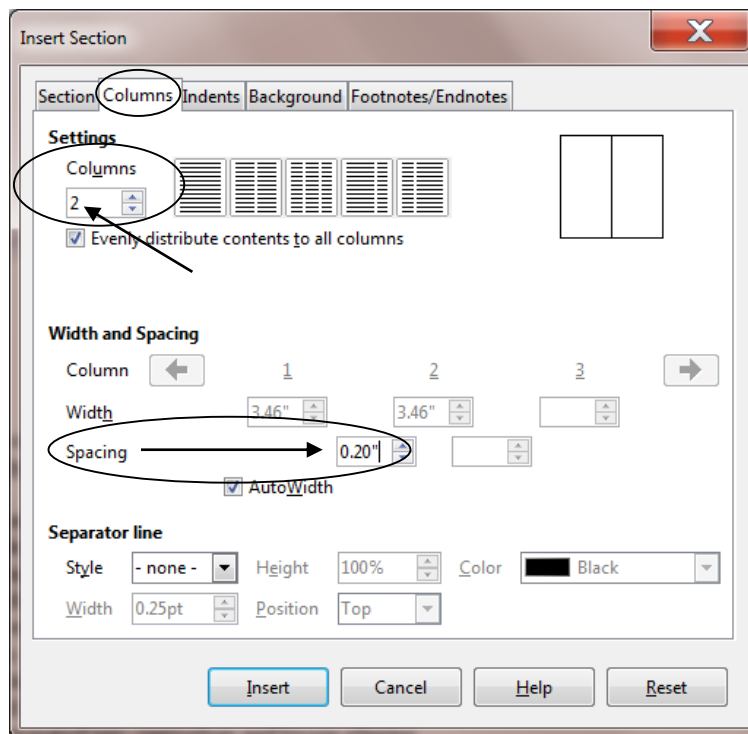 Insert Section
Section Columns Indents Background Footnotes/Endnotes
Settings
Columns
2
Evenly distribute contents to all columns
Width and Spacing
Column 1 2 3
Width 3.46" 3.46"
Spacing 0.20"
AutoWidth
Separator line
Style - none - Height 100% Color Black
Width 0.25pt Position Top
Insert Cancel Help Reset